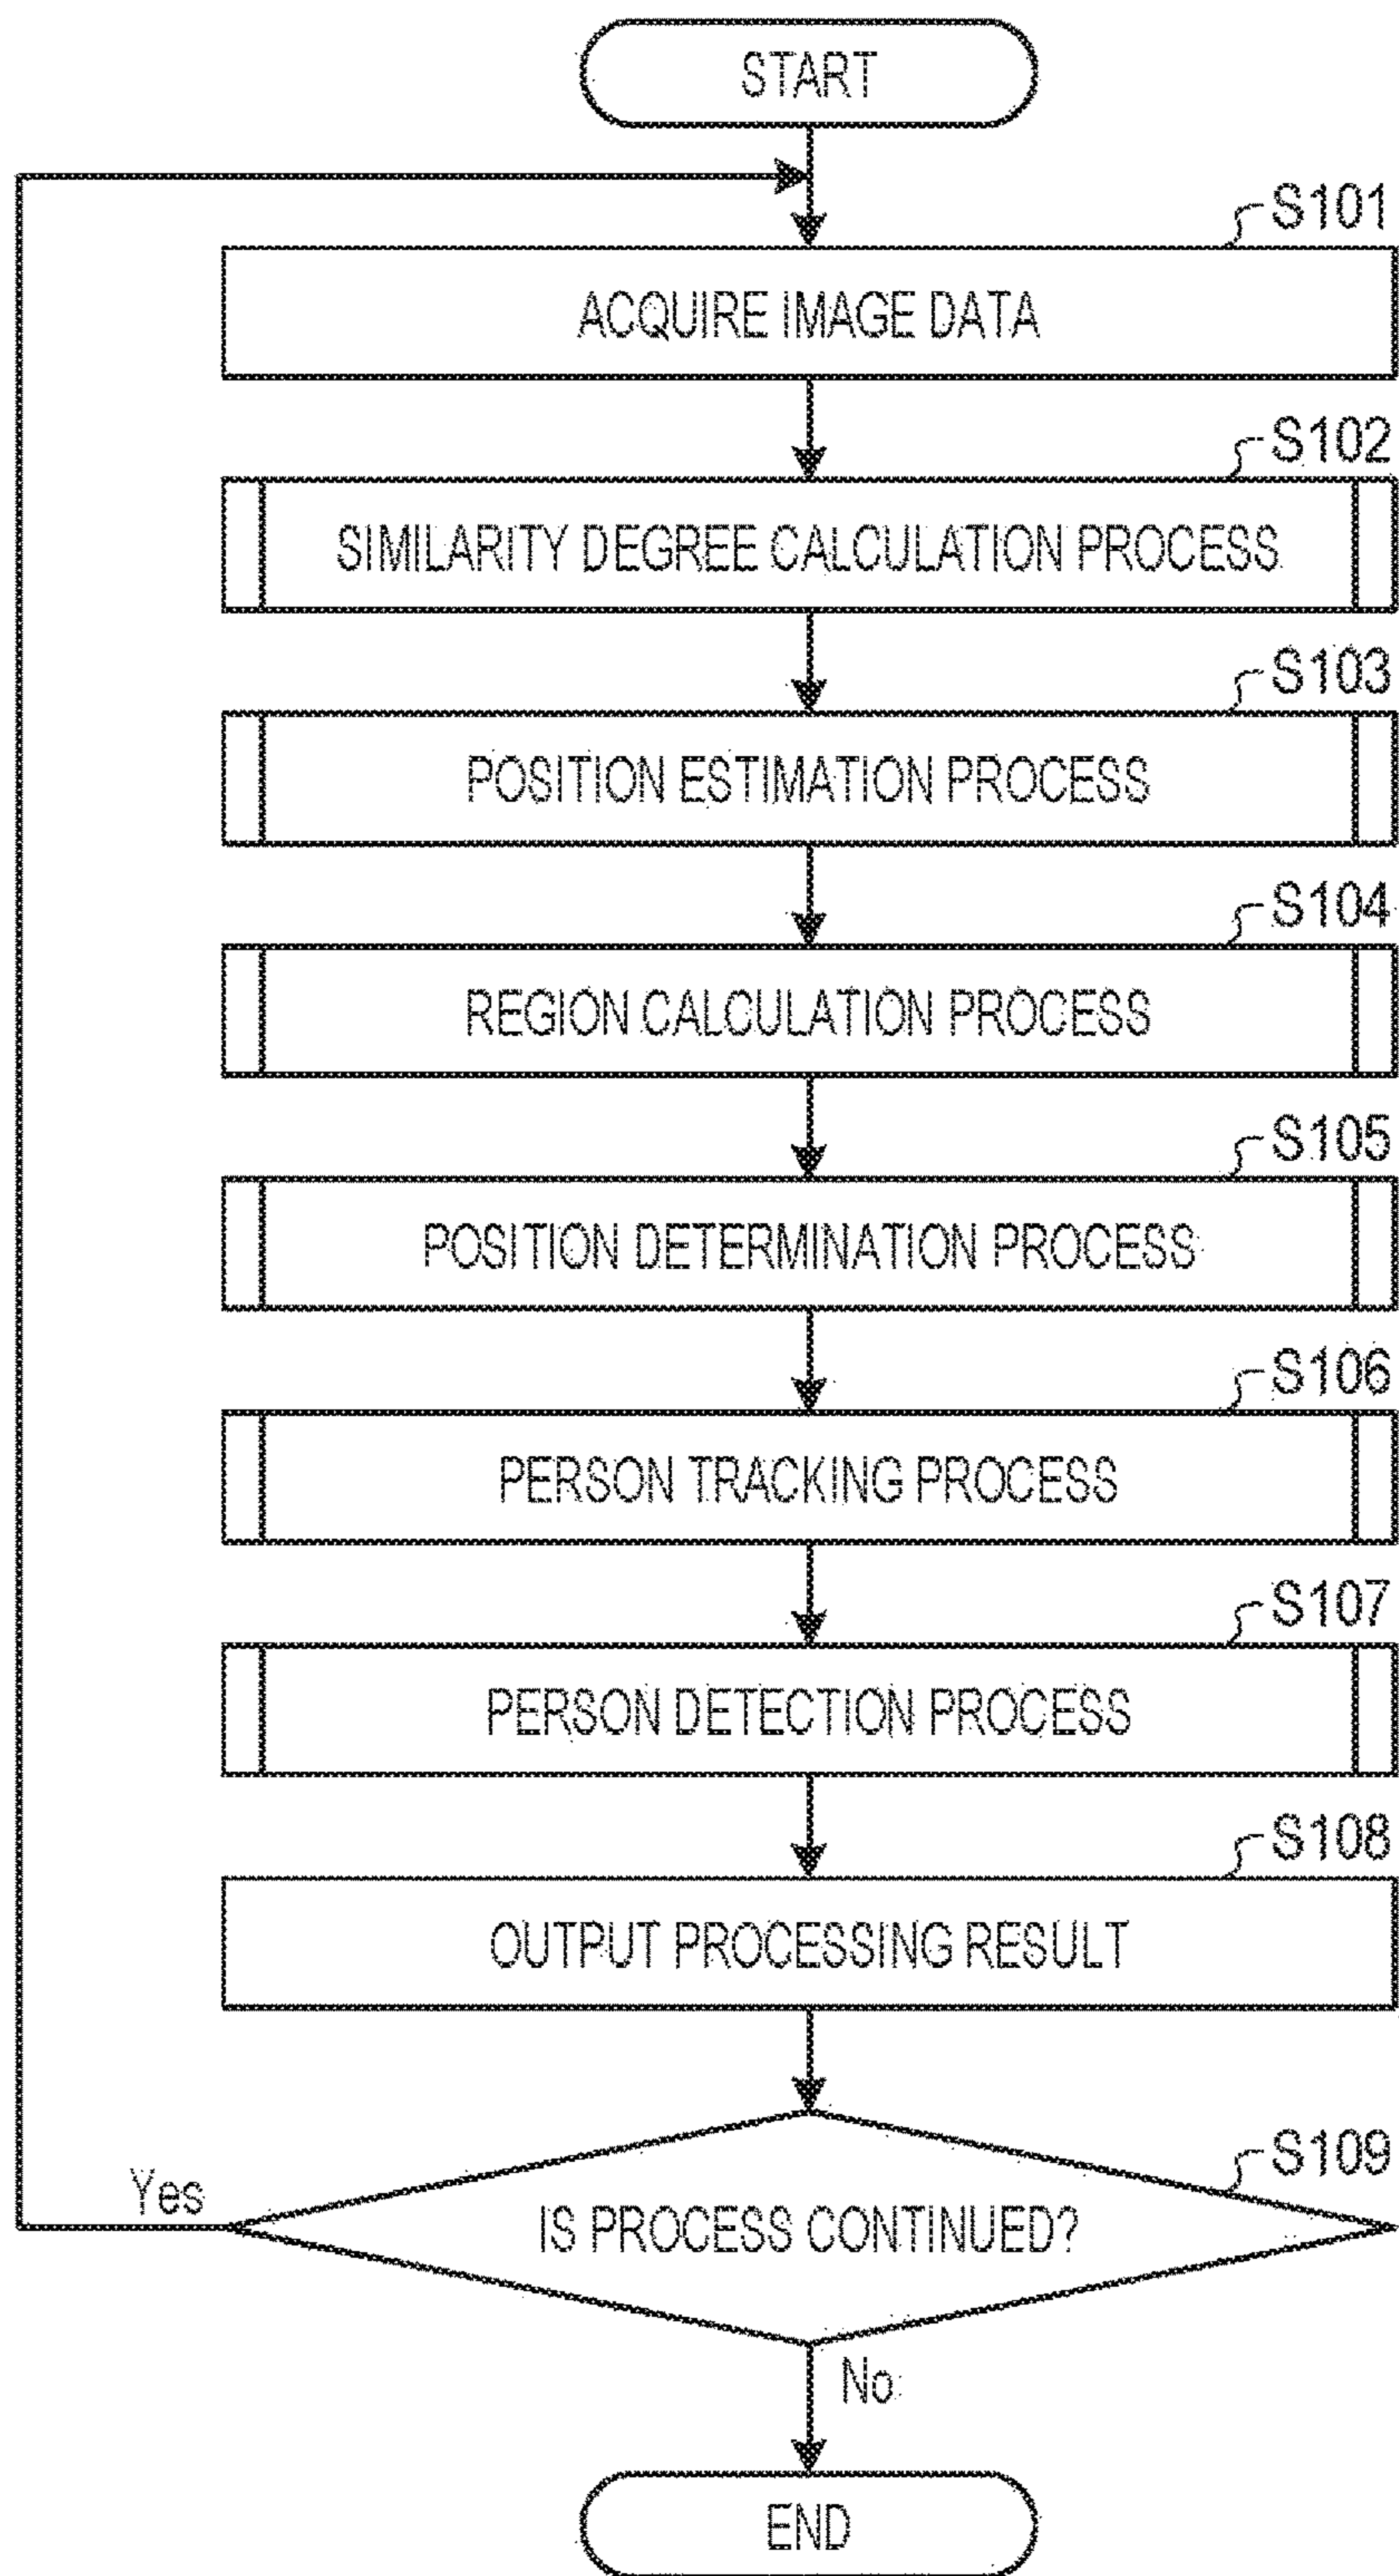 START
S101
ACQUIRE IMAGE DATA
S102
SIMILARITY DEGREE CALCULATION PROCESS
S103
POSITION ESTIMATION PROCESS
S104
REGION CALCULATION PROCESS
S105
POSITION DETERMINATION PROCESS
S106
PERSON TRACKING PROCESS
S107
PERSON DETECTION PROCESS
S108
OUTPUT PROCESSING RESULT
S109
Yes
IS PROCESS CONTINUED?
No
END